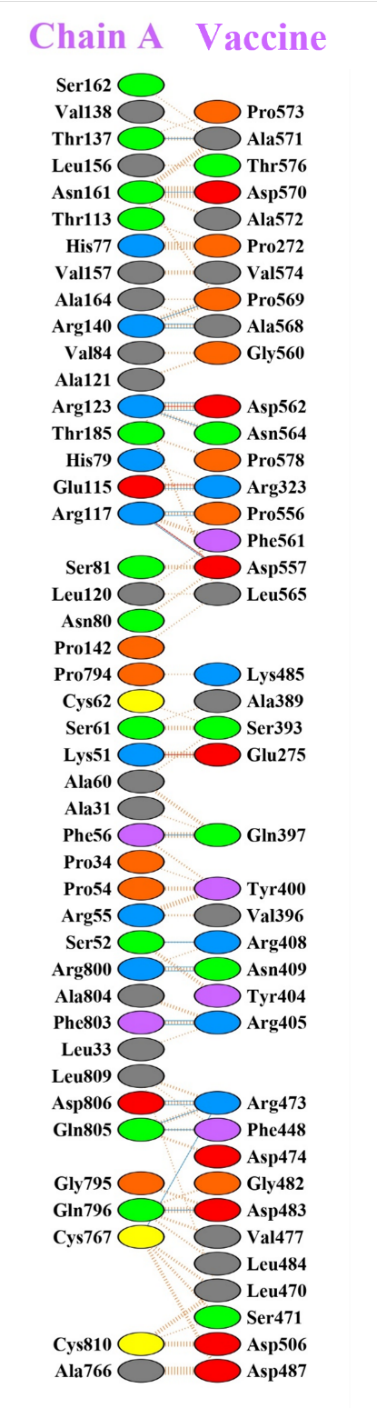 Chain A Vaccine
Ser162
Val138 Pro573
Thr137 Ala571
Leu156 Thr576
Asn161 Asp570
Thr113 Ala572
His77 Pro272
Val157 Val574
Ala164 Pro569
Arg140 Ala568
Val84 Gly560
Ala121
Arg123 Asp562
Thr185 Asn564
His79 Pro578
Glu115 Arg323
Arg117 Pro556
Phe561
Ser81 Asp557
Leu120 Leu565
Asn80
Pro142
Pro794 Lys485
Cys62 Ala389
Ser61 Ser393
Lys51 Glu275
Ala60
Ala31
Phe56 Gln397
Pro34
Pro54 Tyr400
Arg55 Val396
Ser52 Arg408
Arg800 Asn409
Ala804 Tyr404
Phe803 Arg405
Leu33
Leu809
Asp806 Arg473
Gln805 Phe448
Asp474
Gly795 Gly482
Gln796 Asp483
Cys767 Val477
Leu484
Leu470
Ser471
Cys810 Asp506
Ala766 Asp487